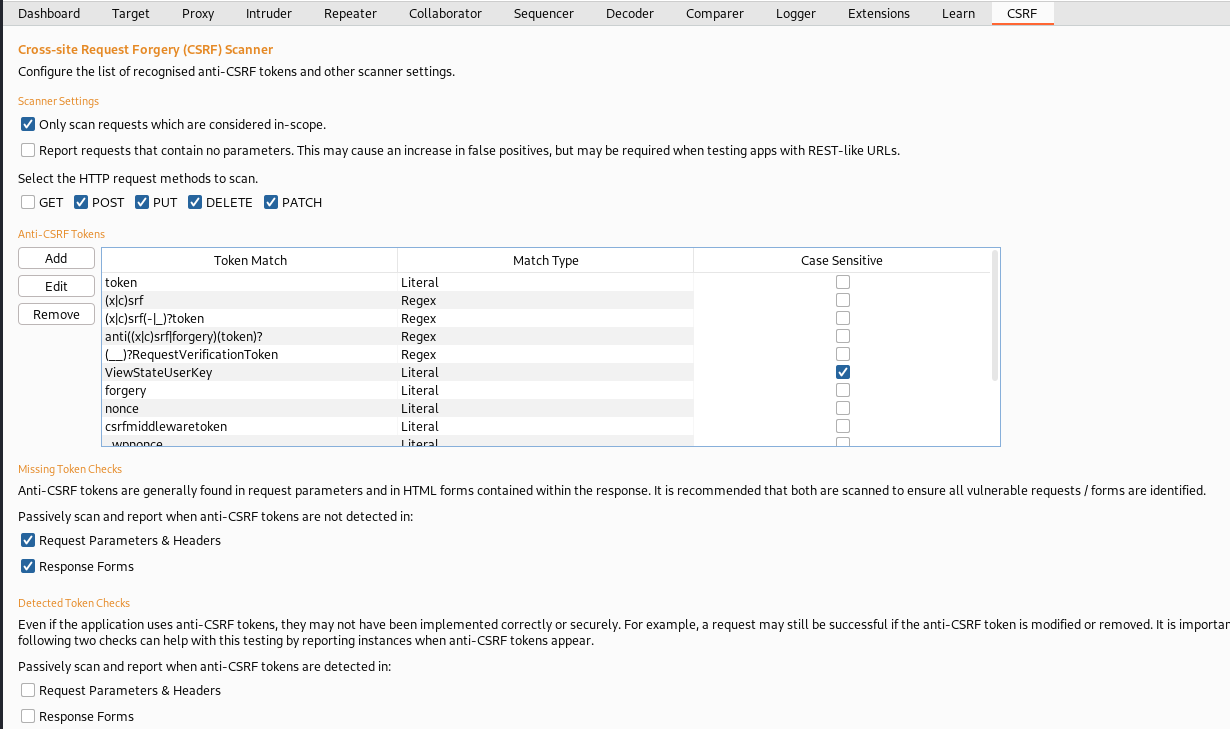 Dashboard Target Proxy Intruder Repeater Collaborator Sequencer Decoder Comparer Logger Extensions Learn CSRF
Cross-site Request Forgery (CSRF) Scanner
Configure the list of recognised anti-CSRF tokens and other scanner settings.
Scanner Settings
Only scan requests which are considered in-scope.
Report requests that contain no parameters. This may cause an increase in false positives, but may be required when testing apps with REST-like URLs.
Select the HTTP request methods to scan.
GET POST PUT DELETE PATCH
Anti-CSRF Tokens
Add
Edit
Remove
Token Match Match Type Case Sensitive
token Literal
(x|c)srf Regex
(x|c)srf(-|_)?token Regex
anti((x|c)srf|forgery)(token)? Regex
(__)?RequestVerificationToken Regex
ViewStateUserKey Literal
forgery Literal
nonce Literal
csrfmiddlewaretoken Literal
_wpnonce Literal
Missing Token Checks
Anti-CSRF tokens are generally found in request parameters and in HTML forms contained within the response. It is recommended that both are scanned to ensure all vulnerable requests / forms are identified.
Passively scan and report when anti-CSRF tokens are not detected in:
Request Parameters & Headers
Response Forms
Detected Token Checks
Even if the application uses anti-CSRF tokens, they may not have been implemented correctly or securely. For example, a request may still be successful if the anti-CSRF token is modified or removed. It is importan
following two checks can help with this testing by reporting instances when anti-CSRF tokens appear.
Passively scan and report when anti-CSRF tokens are detected in:
Request Parameters & Headers
Response Forms